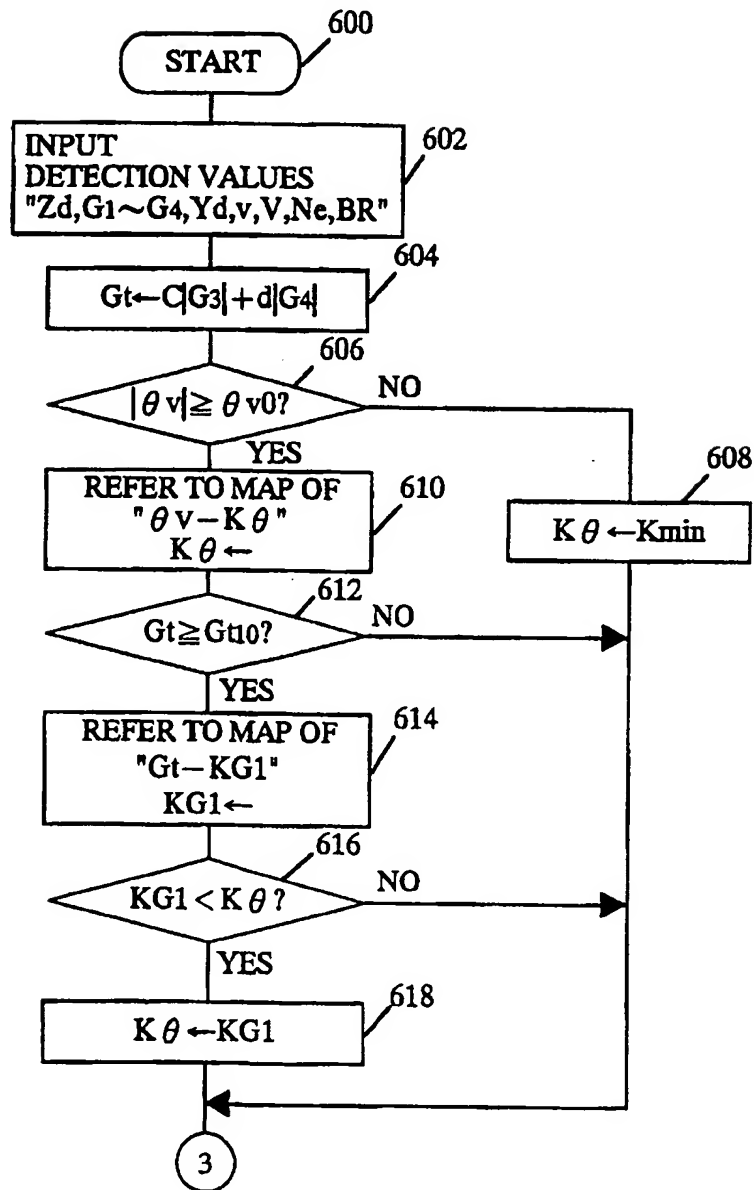 600
START
602
INPUT
DETECTION VALUES
"Zd,G1~G4,Yd,v,V,Ne,BR"
604
Gt←C|G3|+d|G4|
606
|θv|≧θv0?
NO
YES
608
Kθ←Kmin
610
REFER TO MAP OF
"θv-Kθ"
Kθ←
612
Gt≧Gt10?
NO
YES
614
REFER TO MAP OF
"Gt-KG1"
KG1←
616
KG1<Kθ?
NO
YES
618
Kθ←KG1
3